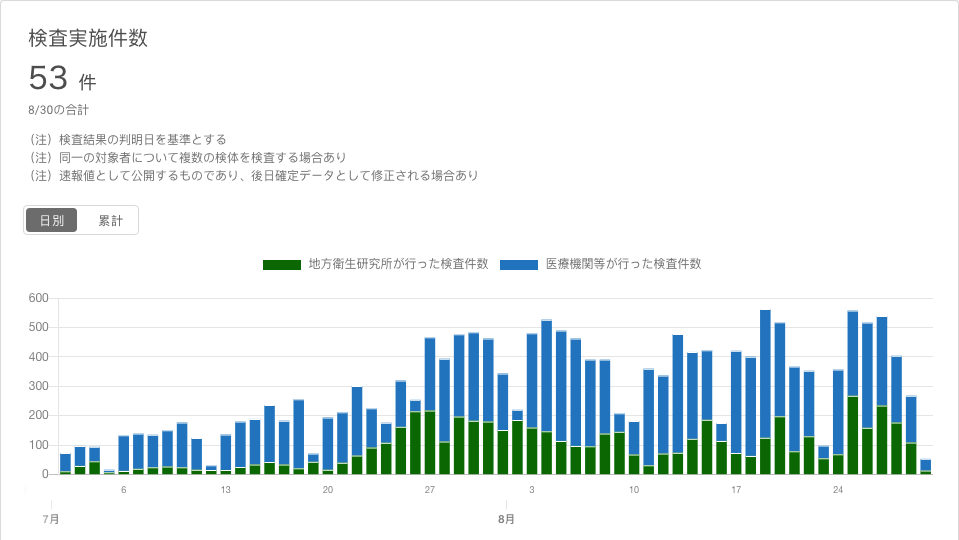 検査実施件数
53 件
8/30の合計
（注）検査結果の判明日を基準とする
（注）同一の対象者について複数の検体を検査する場合あり
（注）速報値として公開するものであり、後日確定データとして修正される場合あり
日別 累計
地方衛生研究所が行った検査件数 医療機関等が行った検査件数
600
500
400
300
200
100
0
6 13 20 27 3 10 17 24
7月 8月